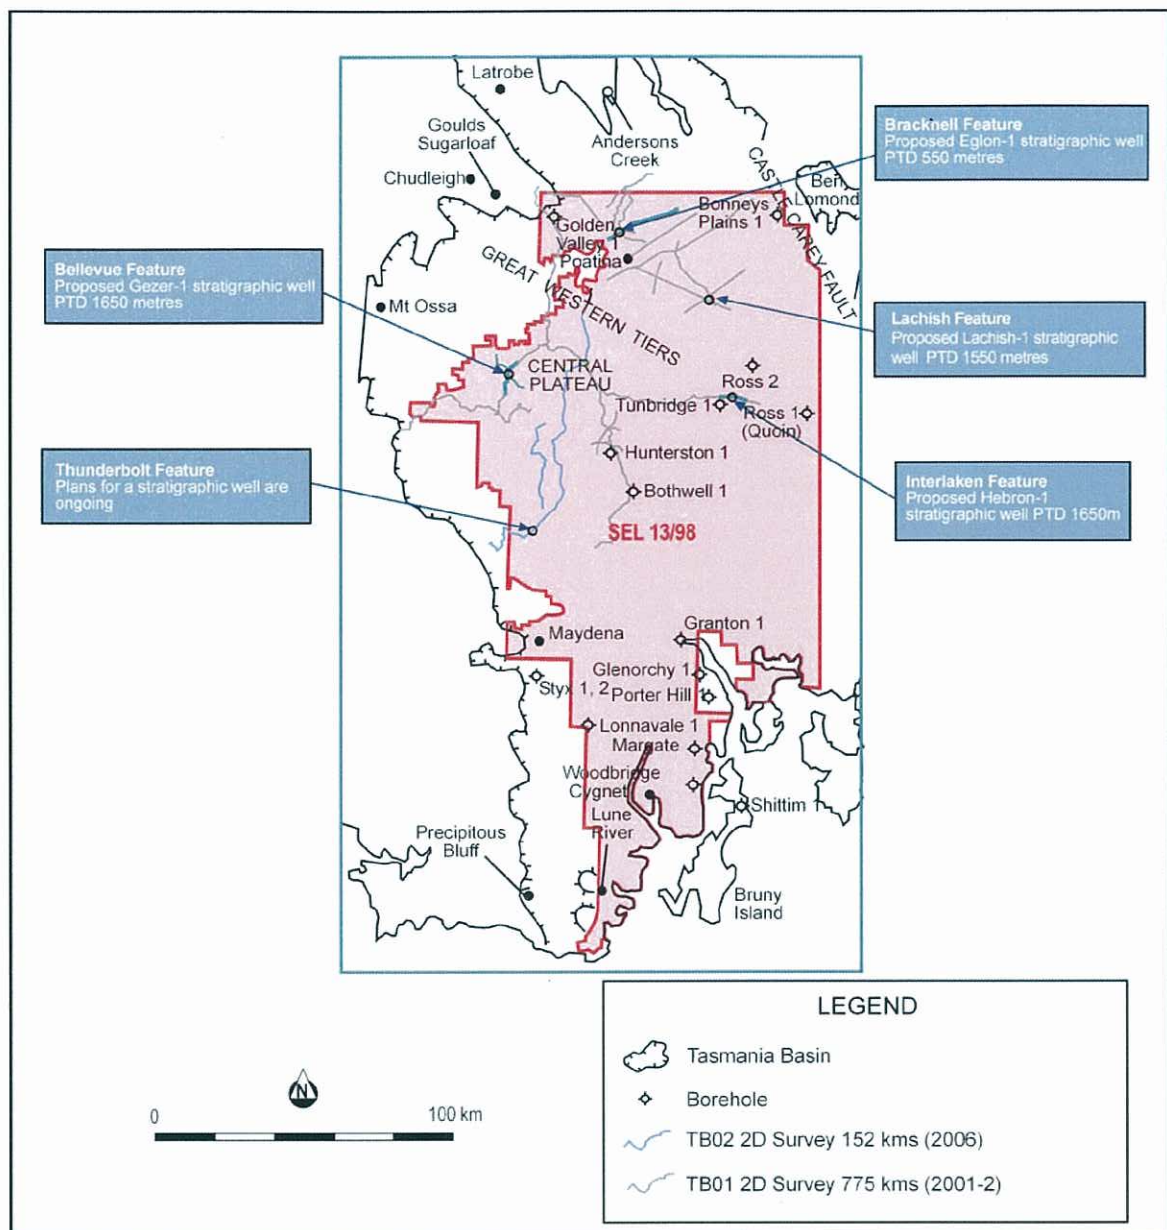 Latrobe
Goulds
Sugarloaf
Chudleigh
Andersons
Creek
CASTLE CAREY FAULT
Ben
Lomond
Bracknell Feature
Proposed Eglon-1 stratigraphic well
PTD 550 metres
Bonneys
Plains 1
Golden
Valley 1
Poatina
GREAT WESTERN TIERS
Bellevue Feature
Proposed Gezer-1 stratigraphic well
PTD 1650 metres
Mt Ossa
Lachish Feature
Proposed Lachish-1 stratigraphic
well PTD 1550 metres
CENTRAL
PLATEAU
Ross 2
Tunbridge 1
Ross 1
(Quoin)
Hunterston 1
Bothwell 1
Thunderbolt Feature
Plans for a stratigraphic well are
ongoing
Interlaken Feature
Proposed Hebron-1
stratigraphic well PTD 1650m
SEL 13/98
Granton 1
Maydena
Glenorchy 1
Styx 1, 2
Porter Hill 1
Lonnavale 1
Margate
Woodbridge
Cygnet
Shittim 1
Lune
River
Precipitous
Bluff
Bruny
Island
LEGEND
Tasmania Basin
Borehole
TB02 2D Survey 152 kms (2006)
TB01 2D Survey 775 kms (2001-2)
N
0
100 km